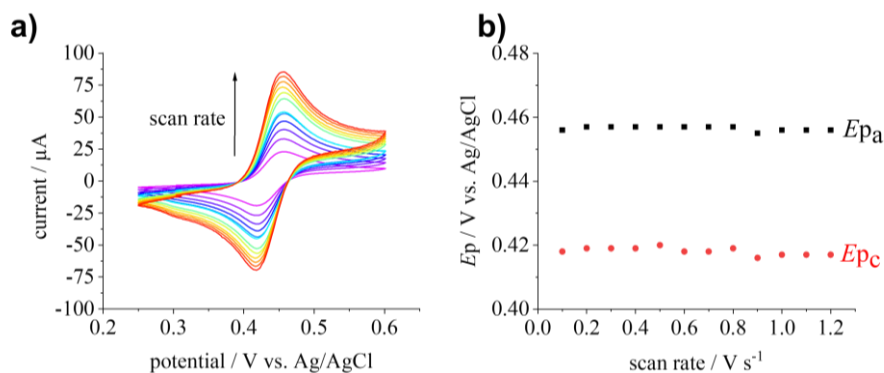 a)
100
75
50
25
0
-25
-50
-75
-100
current / µA
scan rate
0.2
0.3
0.4
0.5
0.6
potential / V vs. Ag/AgCl
b)
0.48
0.46
0.44
0.42
0.40
Ep / V vs. Ag/AgCl
Epa
Epc
0.0
0.2
0.4
0.6
0.8
1.0
1.2
scan rate / V s-1